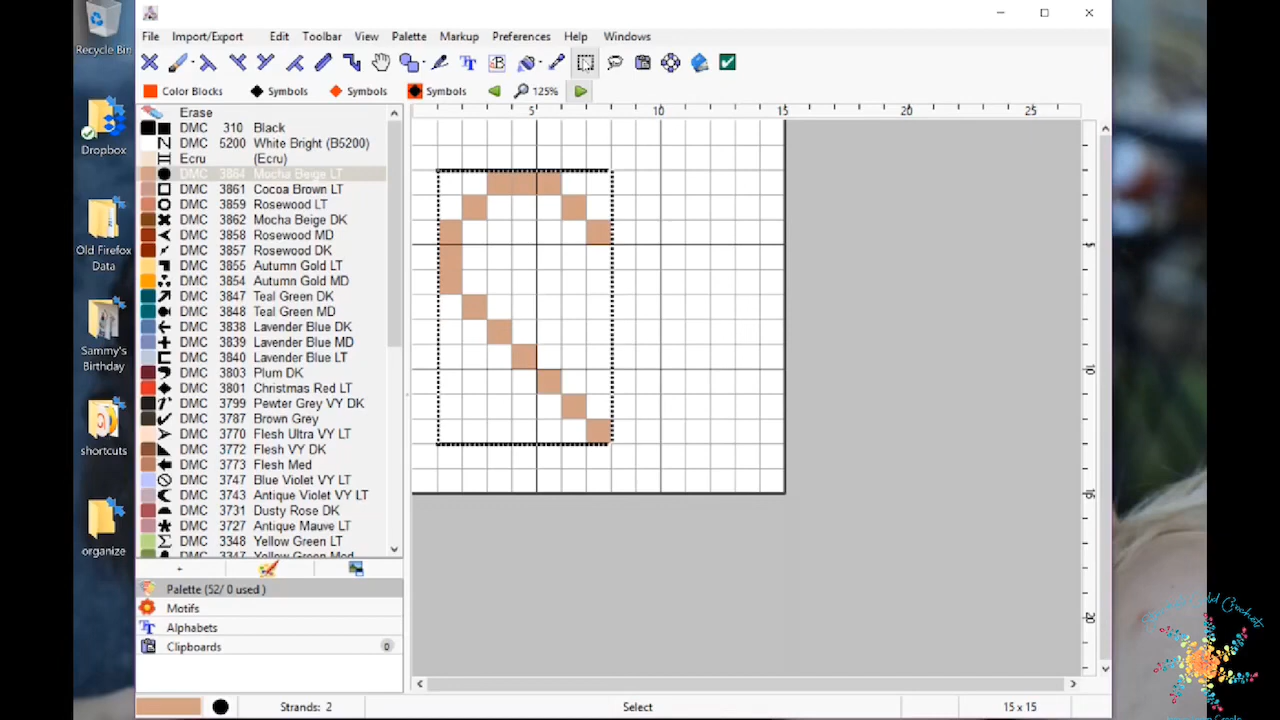 Recycle Bin
Dropbox
Old Firefox
Data
Sammy's
Birthday
shortcuts
organize
File Import/Export Edit Toolbar View Palette Markup Preferences Help Windows
Color Blocks Symbols Symbols Symbols 125%
5 10 15 20 25
Erase
DMC 310 Black
DMC 5200 White Bright (B5200)
Ecru (Ecru)
DMC 3864 Mocha Beige LT
DMC 3861 Cocoa Brown LT
DMC 3859 Rosewood LT
DMC 3862 Mocha Beige DK
DMC 3858 Rosewood MD
DMC 3857 Rosewood DK
DMC 3855 Autumn Gold LT
DMC 3854 Autumn Gold MD
DMC 3847 Teal Green DK
DMC 3848 Teal Green MD
DMC 3838 Lavender Blue DK
DMC 3839 Lavender Blue MD
DMC 3840 Lavender Blue LT
DMC 3803 Plum DK
DMC 3801 Christmas Red LT
DMC 3799 Pewter Grey VY DK
DMC 3787 Brown Grey
DMC 3770 Flesh Ultra VY LT
DMC 3772 Flesh VY DK
DMC 3773 Flesh Med
DMC 3747 Blue Violet VY LT
DMC 3743 Antique Violet VY LT
DMC 3731 Dusty Rose DK
DMC 3727 Antique Mauve LT
DMC 3348 Yellow Green LT
DMC 3347 Yellow Green Med
Palette (52/ 0 used )
Motifs
Alphabets
Clipboards 0
5
10
15
20
Strands: 2 Select 15 x 15